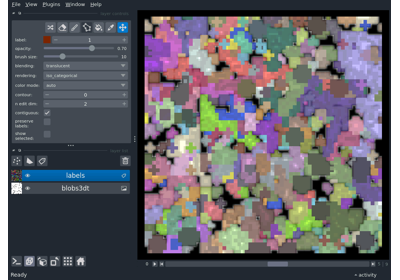 File View Plugins Window Help
label: 1
opacity: 0.70
brush size: 10
blending: translucent
rendering: iso_categorical
color mode: auto
contour: 0
n edit dim: 2
contiguous:
preserve labels:
show selected:
labels
blobs3dt
Ready
activity